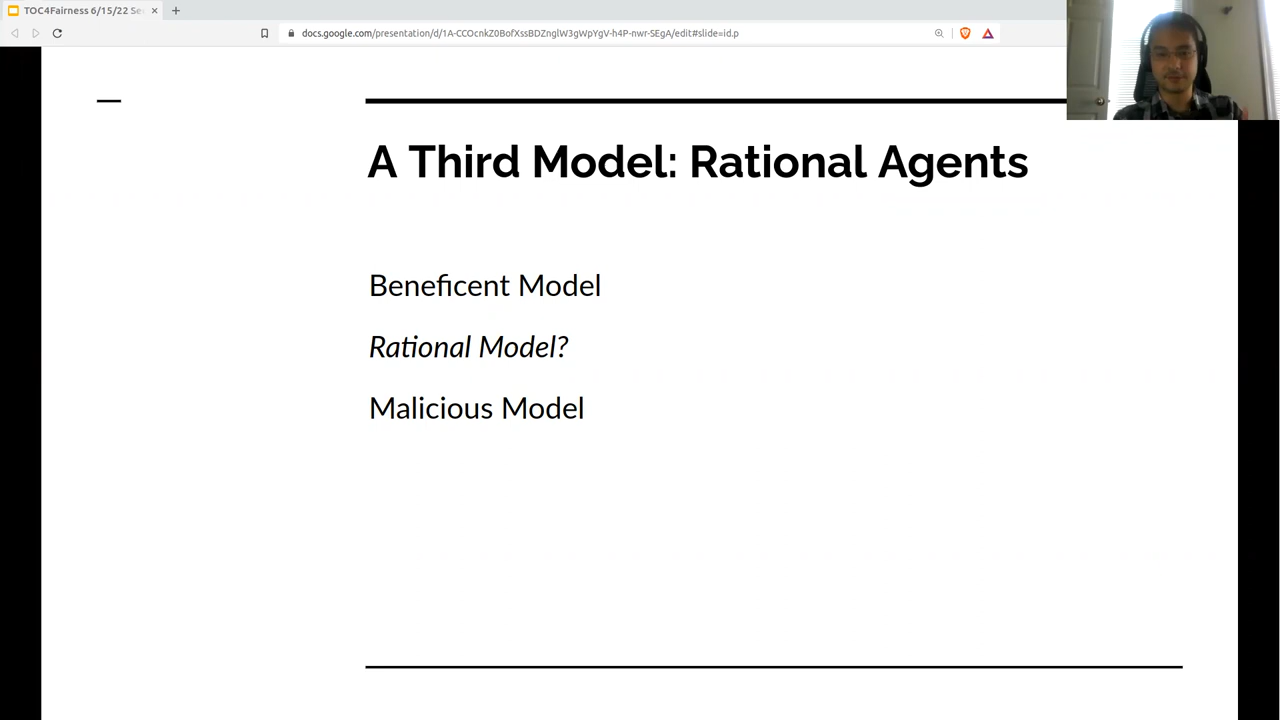 TOC4Fairness 6/15/22 Se
docs.google.com/presentation/d/1A-CCOcnkZ0BofXssBDZnglW3gWpYgV-h4P-nwr-SEgA/edit#slide=id.p
A Third Model: Rational Agents
Beneficent Model
Rational Model?
Malicious Model